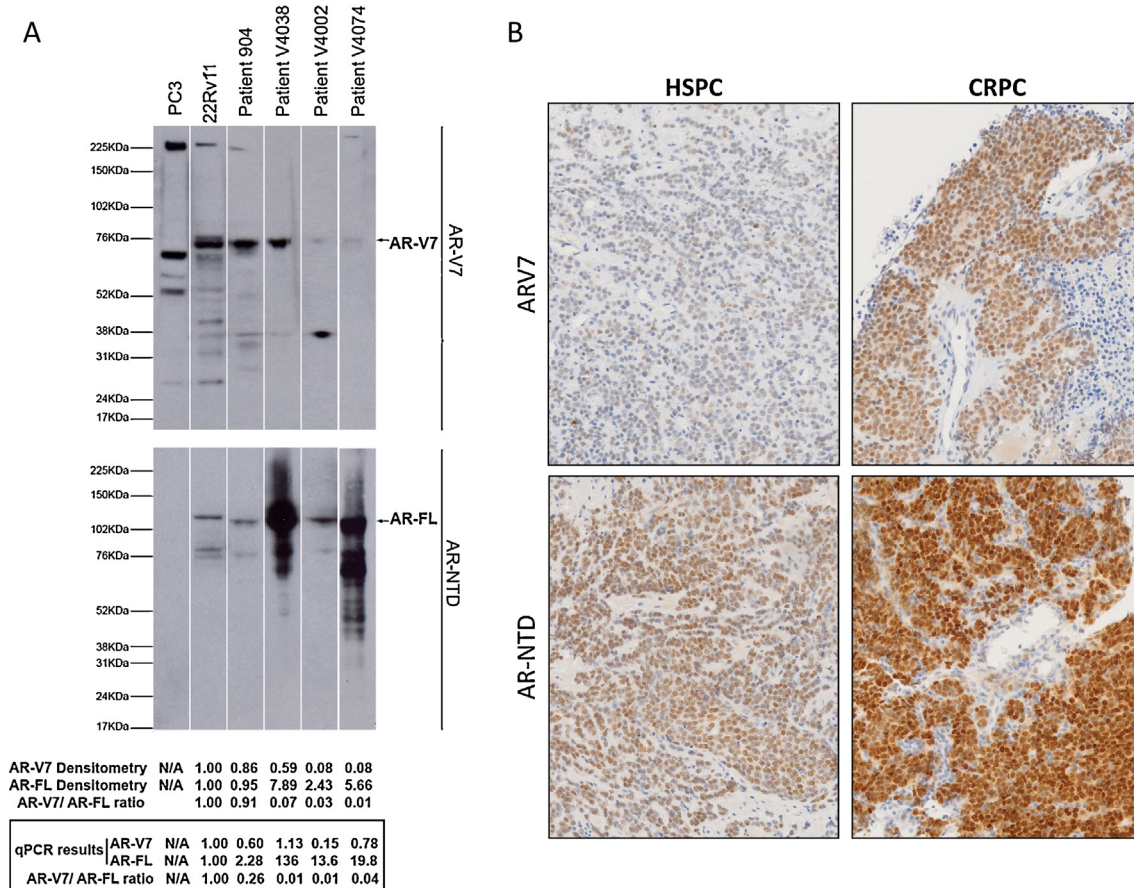 A
PC3
22Rv11
Patient 904
Patient V4038
Patient V4002
Patient V4074
225KDa
150KDa
102KDa
76KDa
52KDa
38KDa
31KDa
24KDa
17KDa
AR-V7
AR-V7
225KDa
150KDa
102KDa
76KDa
52KDa
38KDa
31KDa
24KDa
17KDa
AR-FL
AR-NTD
AR-V7 Densitometry N/A 1.00 0.86 0.59 0.08 0.08
AR-FL Densitometry N/A 1.00 0.95 7.89 2.43 5.66
AR-V7/ AR-FL ratio 1.00 0.91 0.07 0.03 0.01
qPCR results
AR-V7 N/A 1.00 0.60 1.13 0.15 0.78
AR-FL N/A 1.00 2.28 136 13.6 19.8
AR-V7/ AR-FL ratio N/A 1.00 0.26 0.01 0.01 0.04
B
HSPC CRPC
ARV7
AR-NTD